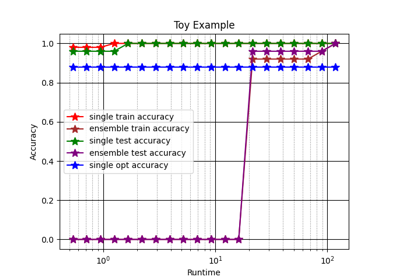 Toy Example
Accuracy
1.0
0.8
0.6
0.4
0.2
0.0
single train accuracy
ensemble train accuracy
single test accuracy
ensemble test accuracy
single opt accuracy
10⁰
10¹
10²
Runtime